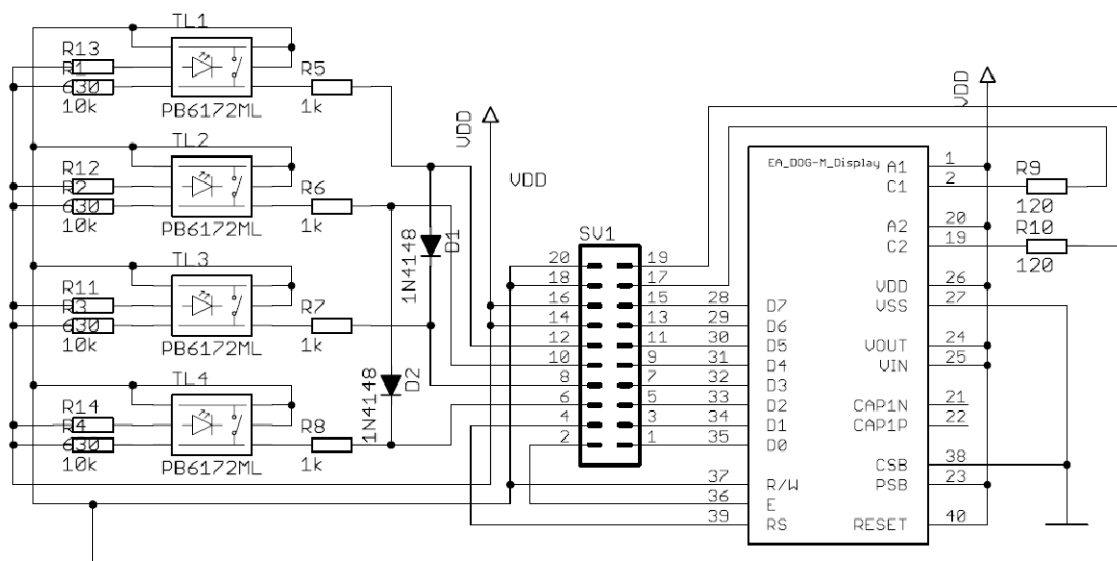 TL1
R13
R1
630
10k
PB6172ML
R5
1k
TL2
R12
R2
630
10k
PB6172ML
R6
1k
TL3
R11
R3
630
10k
PB6172ML
R7
1k
TL4
R14
R4
630
10k
PB6172ML
R8
1k
VDD
VDD
1N4148
D1
1N4148
D2
SV1
20 19
18 17
16 15
14 13
12 11
10 9
8 7
6 5
4 3
2 1
EA_DOG-M_Display
28 D7
29 D6
30 D5
31 D4
32 D3
33 D2
34 D1
35 D0
37 R/W
36 E
39 RS
VDD
A1 1
C1 2
A2 20
C2 19
VDD 26
VSS 27
VOUT 24
VIN 25
CAP1N 21
CAP1P 22
CSB 38
PSB 23
RESET 40
R9
120
R10
120